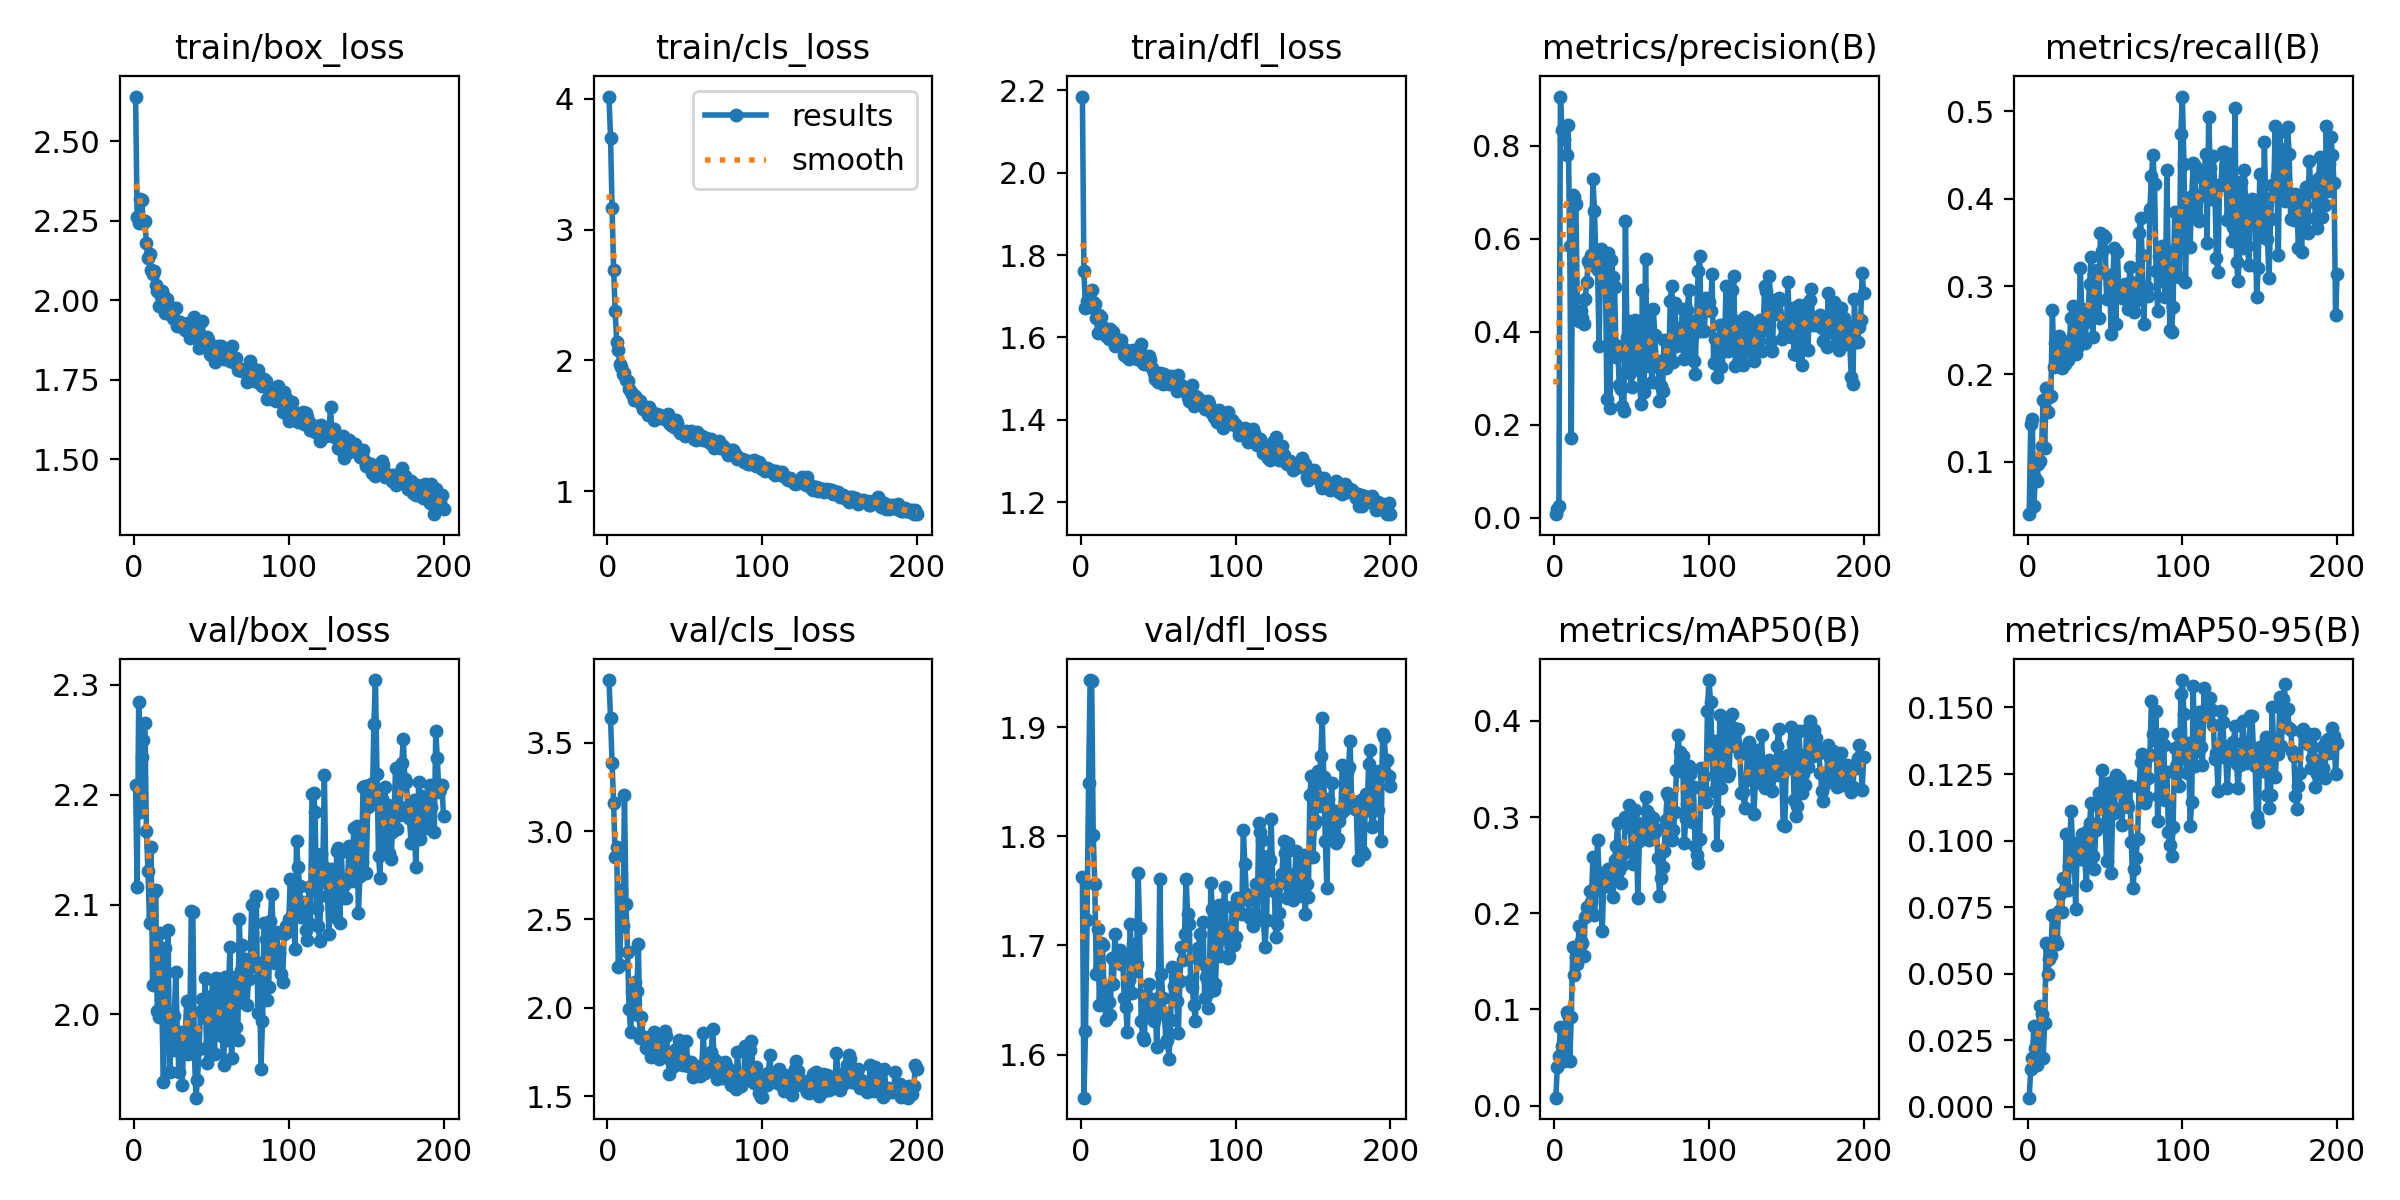 train/box_loss
2.50
2.25
2.00
1.75
1.50
0 100 200
train/cls_loss
results
smooth
4
3
2
1
0 100 200
train/dfl_loss
2.2
2.0
1.8
1.6
1.4
1.2
0 100 200
metrics/precision(B)
0.8
0.6
0.4
0.2
0.0
0 100 200
metrics/recall(B)
0.5
0.4
0.3
0.2
0.1
0 100 200
val/box_loss
2.3
2.2
2.1
2.0
0 100 200
val/cls_loss
3.5
3.0
2.5
2.0
1.5
0 100 200
val/dfl_loss
1.9
1.8
1.7
1.6
0 100 200
metrics/mAP50(B)
0.4
0.3
0.2
0.1
0.0
0 100 200
metrics/mAP50-95(B)
0.150
0.125
0.100
0.075
0.050
0.025
0.000
0 100 200